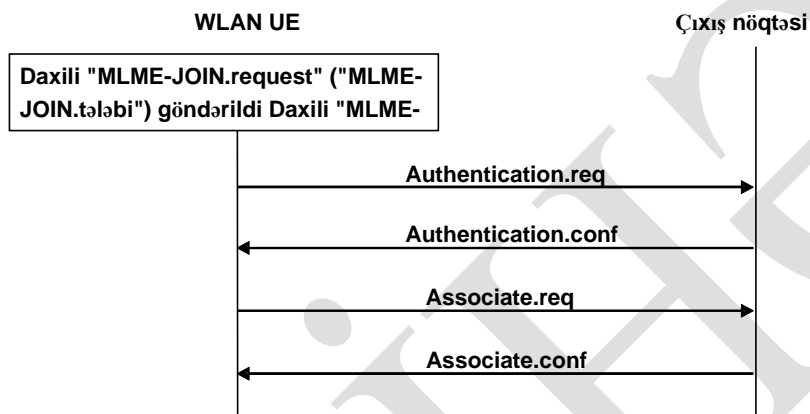 WLAN UE
Çıxış nöqtəsi
Daxili "MLME-JOIN.request" ("MLME-
JOIN.tələbi") göndərildi Daxili "MLME-
Authentication.req
Authentication.conf
Associate.req
Associate.conf